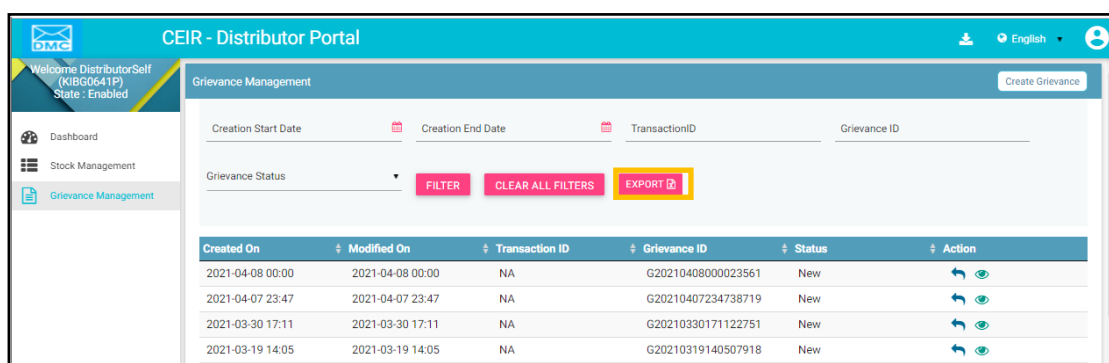 DMC
CEIR - Distributor Portal
English
Welcome DistributorSelf
(KIBG0641P)
State : Enabled
Grievance Management
Create Grievance
Dashboard
Stock Management
Grievance Management
Creation Start Date
Creation End Date
TransactionID
Grievance ID
Grievance Status
FILTER
CLEAR ALL FILTERS
EXPORT
Created On Modified On Transaction ID Grievance ID Status Action
2021-04-08 00:00 2021-04-08 00:00 NA G20210408000023561 New
2021-04-07 23:47 2021-04-07 23:47 NA G20210407234738719 New
2021-03-30 17:11 2021-03-30 17:11 NA G20210330171122751 New
2021-03-19 14:05 2021-03-19 14:05 NA G20210319140507918 New